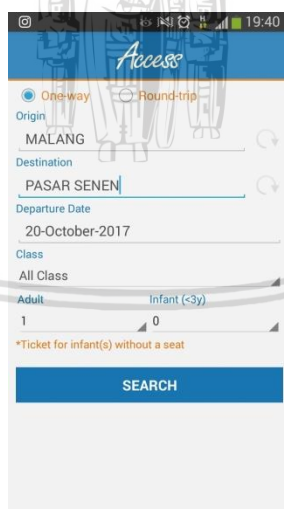 19:40
Access
One-way Round-trip
Origin
MALANG
Destination
PASAR SENEN
Departure Date
20-October-2017
Class
All Class
Adult Infant (<3y)
1 0
*Ticket for infant(s) without a seat
SEARCH